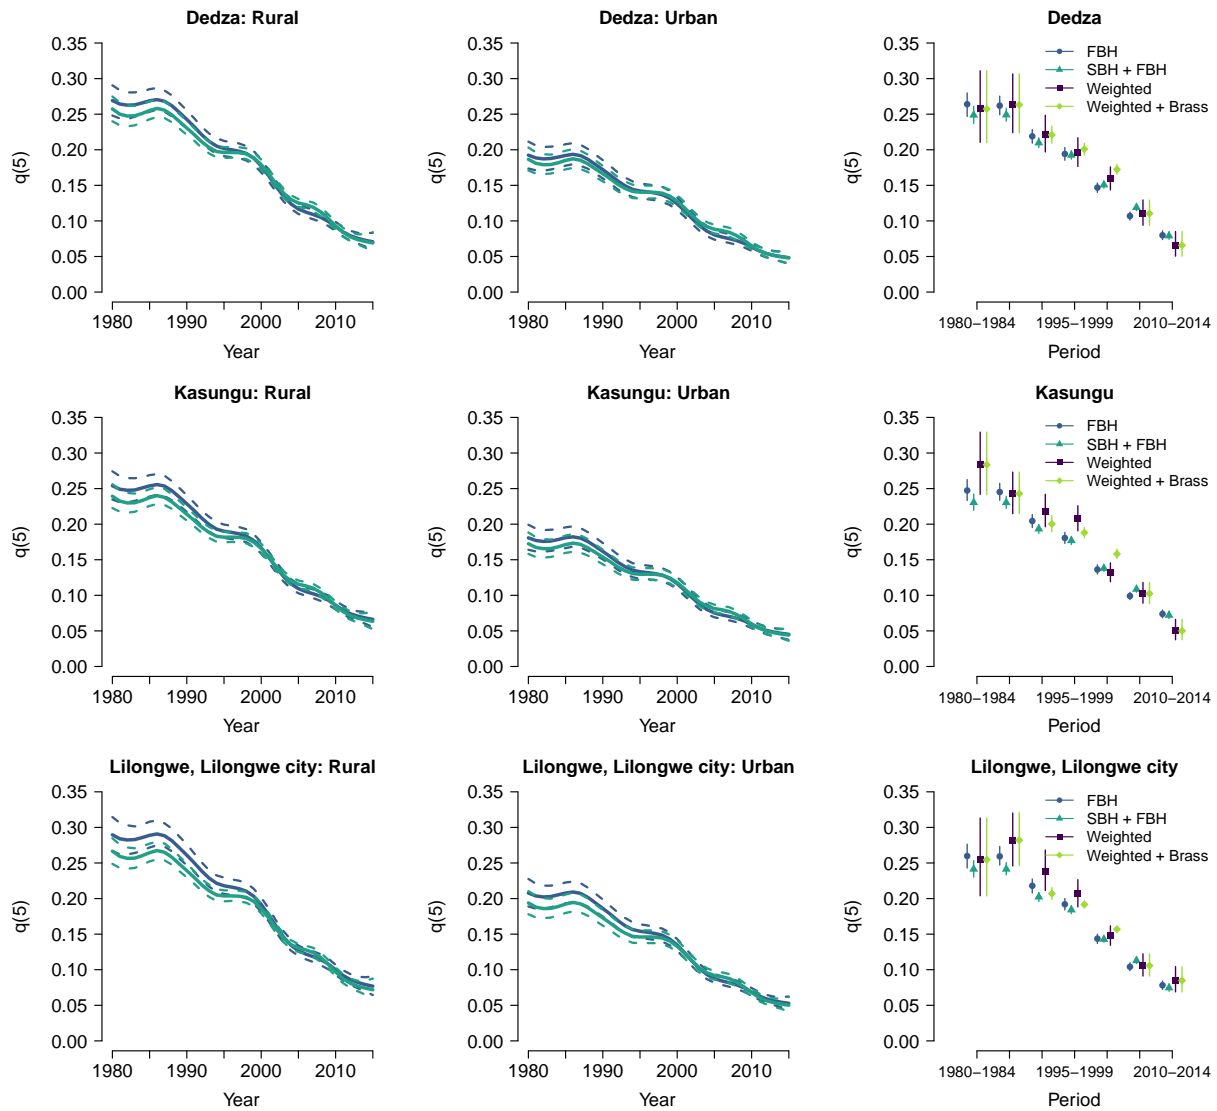 Dedza: Rural
q(5)
0.35
0.30
0.25
0.20
0.15
0.10
0.05
0.00
1980 1990 2000 2010
Year
Dedza: Urban
q(5)
0.35
0.30
0.25
0.20
0.15
0.10
0.05
0.00
1980 1990 2000 2010
Year
Dedza
q(5)
0.35
0.30
0.25
0.20
0.15
0.10
0.05
0.00
FBH
SBH + FBH
Weighted
Weighted + Brass
1980−1984 1995−1999 2010−2014
Period
Kasungu: Rural
q(5)
0.35
0.30
0.25
0.20
0.15
0.10
0.05
0.00
1980 1990 2000 2010
Year
Kasungu: Urban
q(5)
0.35
0.30
0.25
0.20
0.15
0.10
0.05
0.00
1980 1990 2000 2010
Year
Kasungu
q(5)
0.35
0.30
0.25
0.20
0.15
0.10
0.05
0.00
FBH
SBH + FBH
Weighted
Weighted + Brass
1980−1984 1995−1999 2010−2014
Period
Lilongwe, Lilongwe city: Rural
q(5)
0.35
0.30
0.25
0.20
0.15
0.10
0.05
0.00
1980 1990 2000 2010
Year
Lilongwe, Lilongwe city: Urban
q(5)
0.35
0.30
0.25
0.20
0.15
0.10
0.05
0.00
1980 1990 2000 2010
Year
Lilongwe, Lilongwe city
q(5)
0.35
0.30
0.25
0.20
0.15
0.10
0.05
0.00
FBH
SBH + FBH
Weighted
Weighted + Brass
1980−1984 1995−1999 2010−2014
Period